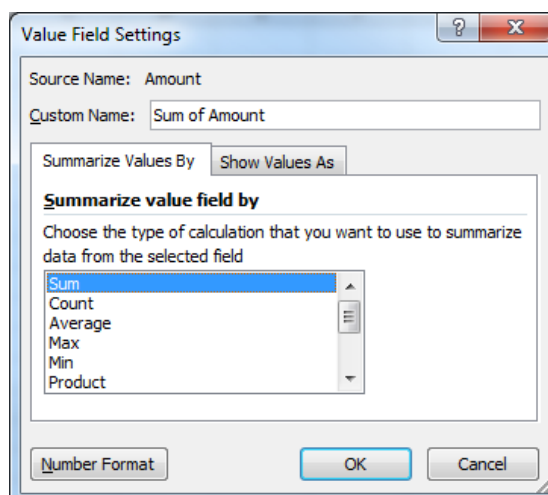 Value Field Settings
? X
Source Name: Amount
Custom Name: Sum of Amount
Summarize Values By Show Values As
Summarize value field by
Choose the type of calculation that you want to use to summarize
data from the selected field
Sum
Count
Average
Max
Min
Product
Number Format OK Cancel